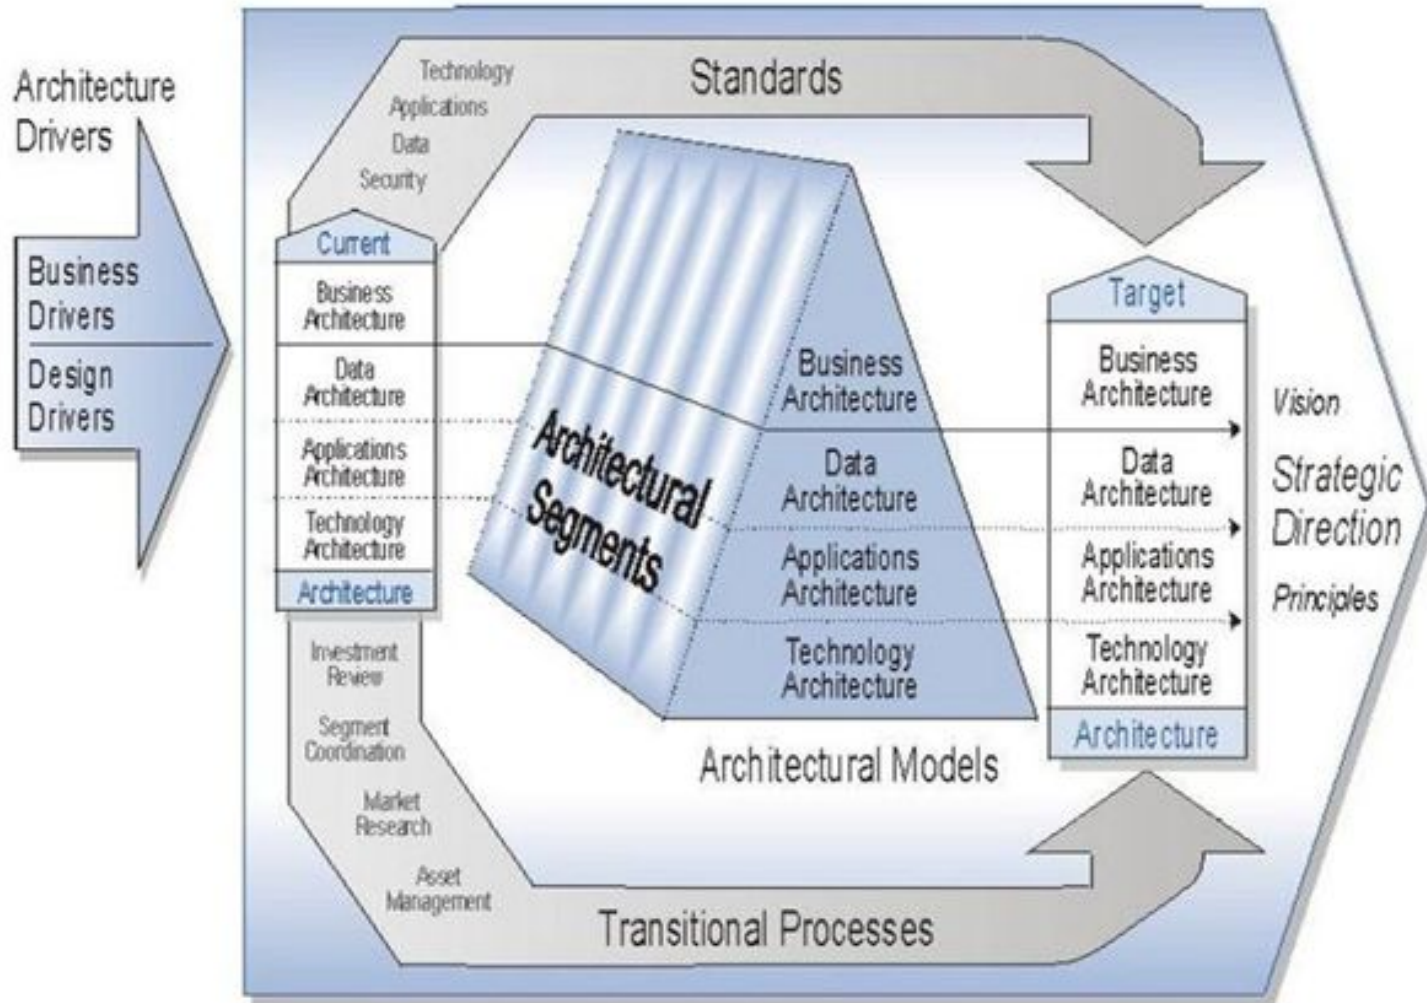 Architecture
Drivers
Business
Drivers
Design
Drivers
Technology
Applications
Data
Security
Standards
Current
Business
Architecture
Data
Architecture
Applications
Architecture
Technology
Architecture
Architecture
Investment
Review
Segment
Coordination
Market
Research
Asset
Management
Transitional Processes
Architectural
Segments
Business
Architecture
Data
Architecture
Applications
Architecture
Technology
Architecture
Architectural Models
Target
Business
Architecture
Data
Architecture
Applications
Architecture
Technology
Architecture
Architecture
Vision
Strategic
Direction
Principles